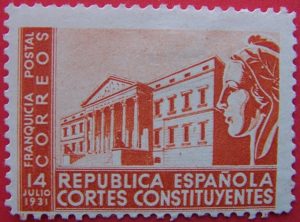 FRANQUICIA POSTAL
CORREOS
14
JULIO
1931
REPUBLICA ESPAÑOLA
CORTES CONSTITUYENTES